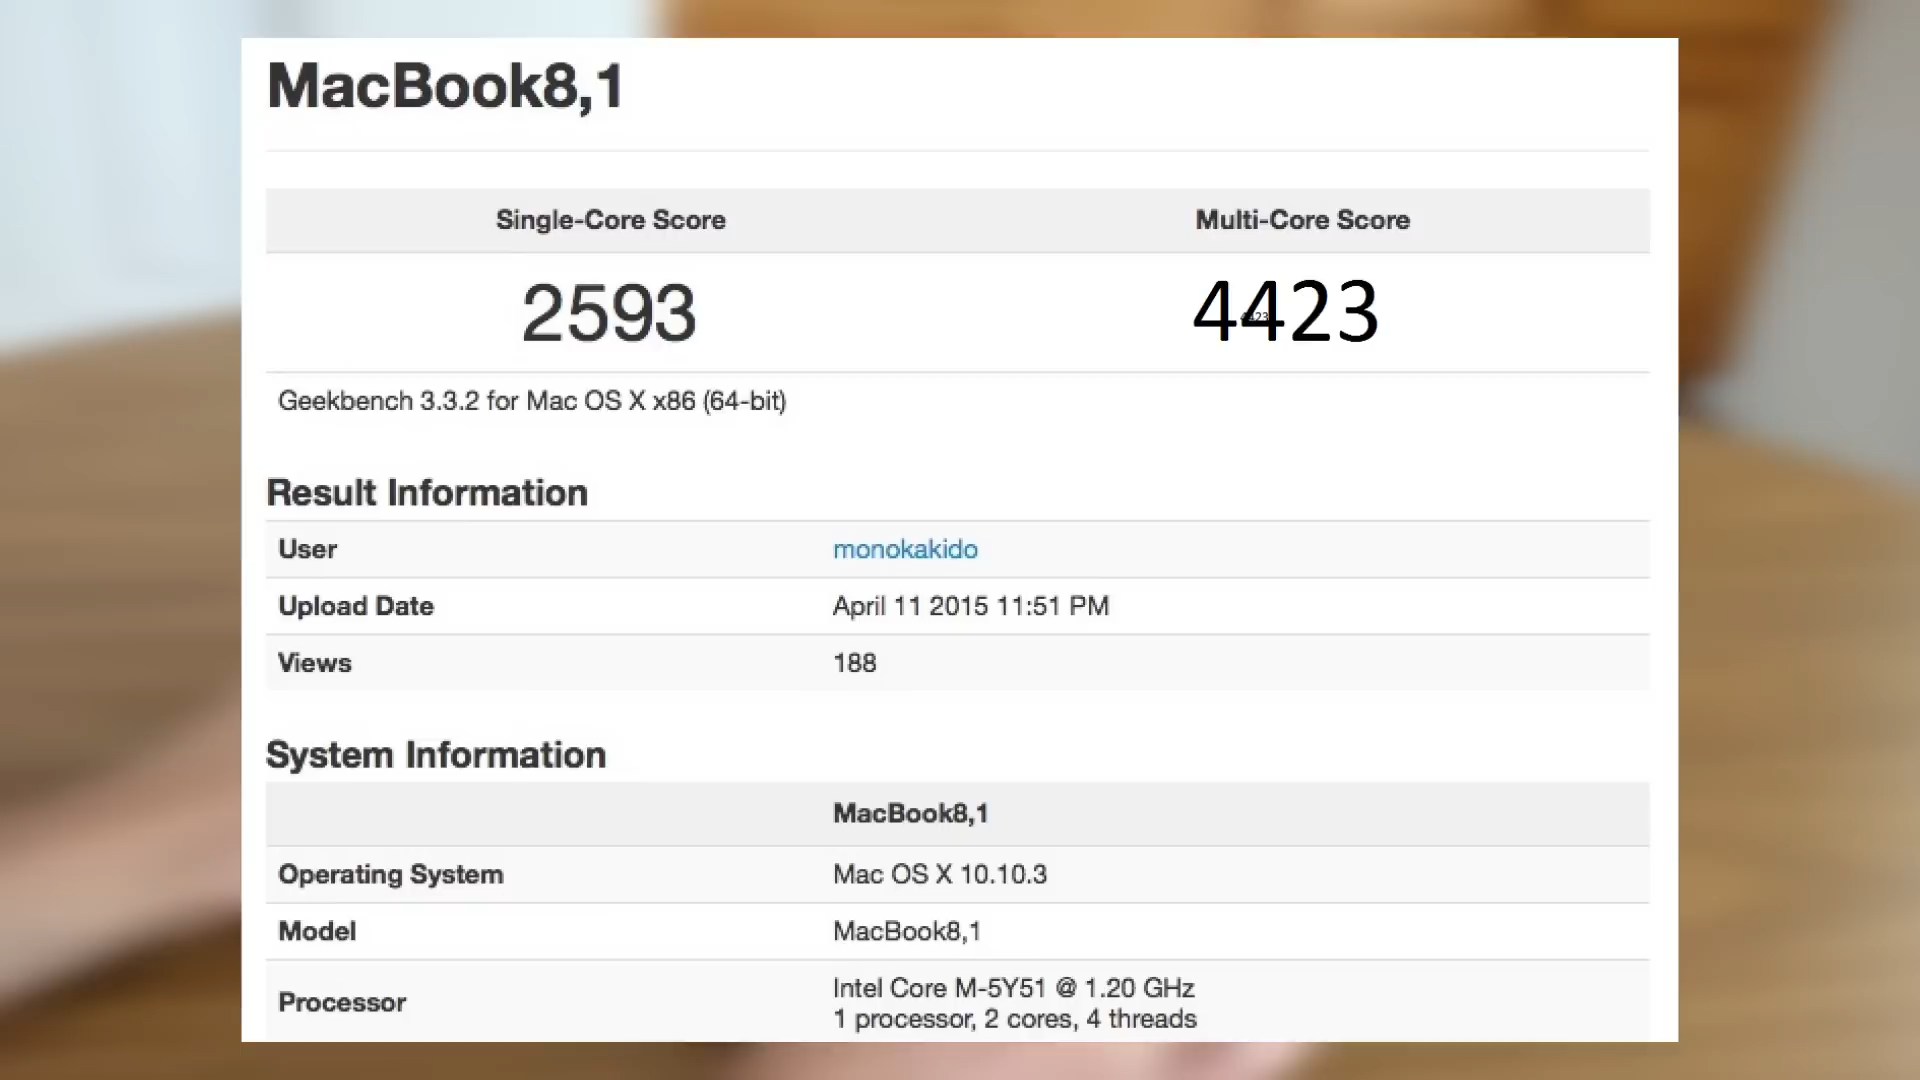 MacBook8,1
Single-Core Score Multi-Core Score
2593 4423
4423
Geekbench 3.3.2 for Mac OS X x86 (64-bit)
Result Information
User monokakido
Upload Date April 11 2015 11:51 PM
Views 188
System Information
MacBook8,1
Operating System Mac OS X 10.10.3
Model MacBook8,1
Processor Intel Core M-5Y51 @ 1.20 GHz
1 processor, 2 cores, 4 threads